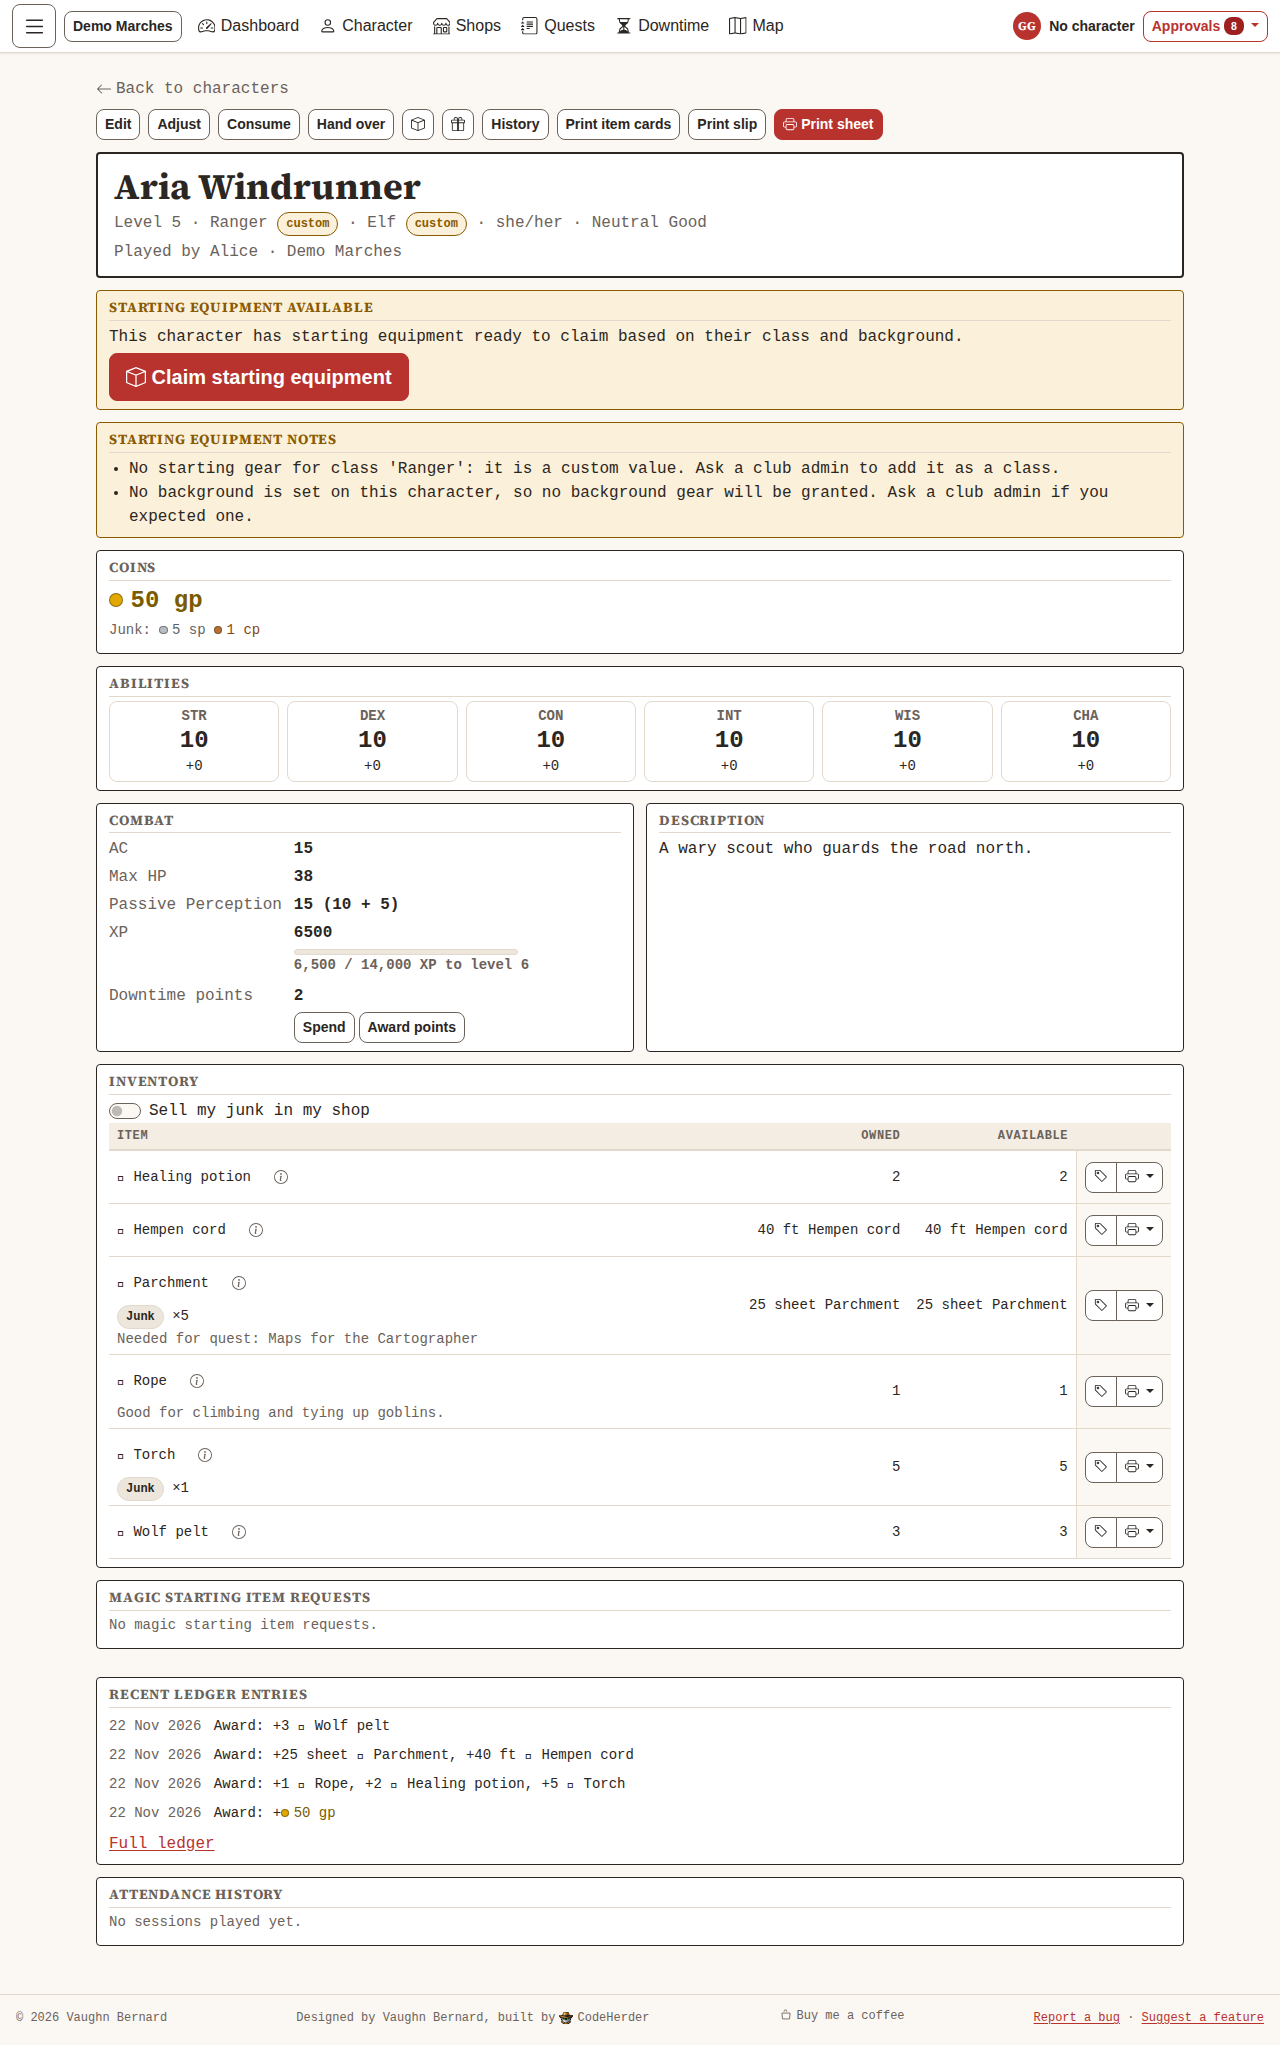 Demo Marches Dashboard Character Shops Quests Downtime Map GG No character Approvals 8
Back to characters
Edit Adjust Consume Hand over History Print item cards Print slip Print sheet
Aria Windrunner
Level 5 · Ranger custom · Elf custom · she/her · Neutral Good
Played by Alice · Demo Marches
STARTING EQUIPMENT AVAILABLE
This character has starting equipment ready to claim based on their class and background.
Claim starting equipment
STARTING EQUIPMENT NOTES
• No starting gear for class 'Ranger': it is a custom value. Ask a club admin to add it as a class.
• No background is set on this character, so no background gear will be granted. Ask a club admin if you
expected one.
COINS
50 gp
Junk: 5 sp 1 cp
ABILITIES
STR DEX CON INT WIS CHA
10 10 10 10 10 10
+0 +0 +0 +0 +0 +0
COMBAT
AC 15
Max HP 38
Passive Perception 15 (10 + 5)
XP 6500
6,500 / 14,000 XP to level 6
Downtime points 2
Spend Award points
DESCRIPTION
A wary scout who guards the road north.
INVENTORY
Sell my junk in my shop
ITEM OWNED AVAILABLE
Healing potion 2 2
Hempen cord 40 ft Hempen cord 40 ft Hempen cord
Parchment 25 sheet Parchment 25 sheet Parchment
Junk ×5
Needed for quest: Maps for the Cartographer
Rope 1 1
Good for climbing and tying up goblins.
Torch 5 5
Junk ×1
Wolf pelt 3 3
MAGIC STARTING ITEM REQUESTS
No magic starting item requests.
RECENT LEDGER ENTRIES
22 Nov 2026 Award: +3 Wolf pelt
22 Nov 2026 Award: +25 sheet Parchment, +40 ft Hempen cord
22 Nov 2026 Award: +1 Rope, +2 Healing potion, +5 Torch
22 Nov 2026 Award: + 50 gp
Full ledger
ATTENDANCE HISTORY
No sessions played yet.
© 2026 Vaughn Bernard Designed by Vaughn Bernard, built by CodeHerder Buy me a coffee Report a bug · Suggest a feature